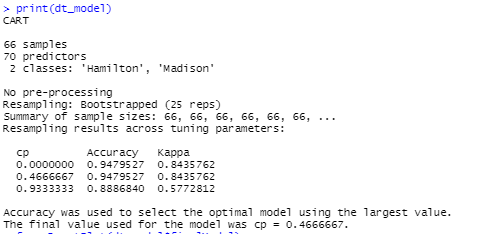 > print(dt_model)
CART
66 samples
70 predictors
2 classes: 'Hamilton', 'Madison'
No pre-processing
Resampling: Bootstrapped (25 reps)
Summary of sample sizes: 66, 66, 66, 66, 66, 66, ...
Resampling results across tuning parameters:
cp Accuracy Kappa
0.0000000 0.9479527 0.8435762
0.4666667 0.9479527 0.8435762
0.9333333 0.8886840 0.5772812
Accuracy was used to select the optimal model using the largest value.
The final value used for the model was cp = 0.4666667.